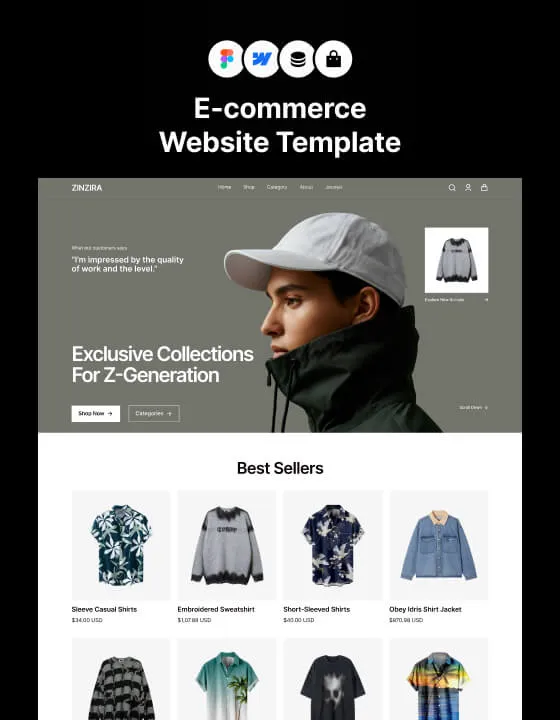 E-commerce
Website Template
ZINZIRA
Home Shop Category About Journal
What our customers says
"I'm impressed by the quality
of work and the level."
Explore New Arrivals
Exclusive Collections
For Z-Generation
Shop Now
Categories
Scroll Down
Best Sellers
Sleeve Casual Shirts
$34.00 USD
Embroidered Sweatshirt
$1,07.98 USD
Short-Sleeved Shirts
$40.00 USD
Obey Idris Shirt Jacket
$870.98 USD